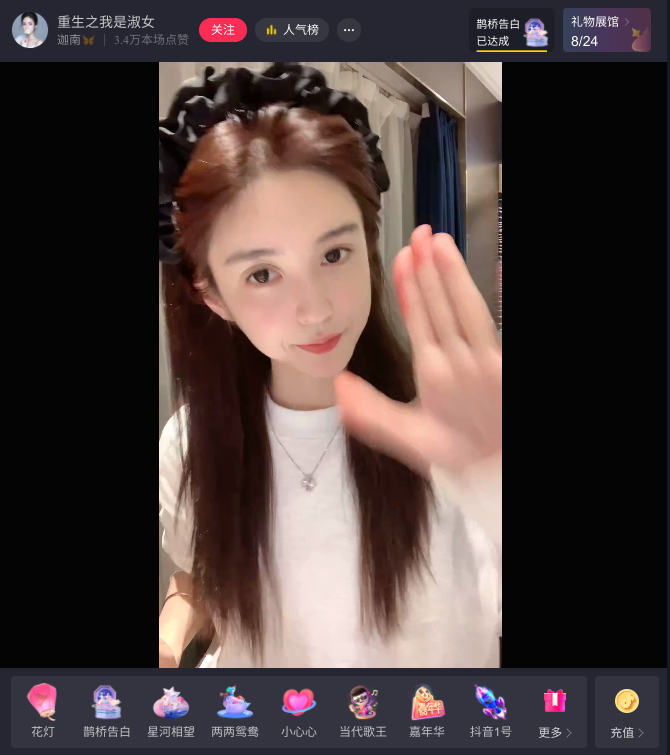 重生之我是淑女
迦南
3.4万本场点赞
关注
人气榜
鹊桥告白
已达成
礼物展馆
8/24
花灯
鹊桥告白
星河相望
两两鸳鸯
小心心
当代歌王
嘉年华
嘉年华
抖音1号
更多
充值